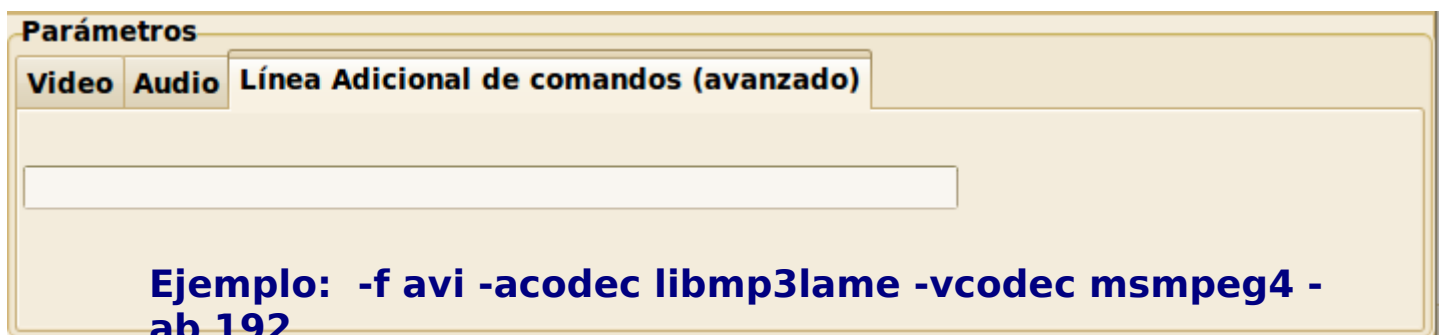 Parámetros
Video Audio Línea Adicional de comandos (avanzado)
Ejemplo:  -f avi -acodec libmp3lame -vcodec msmpeg4 -
ab 192